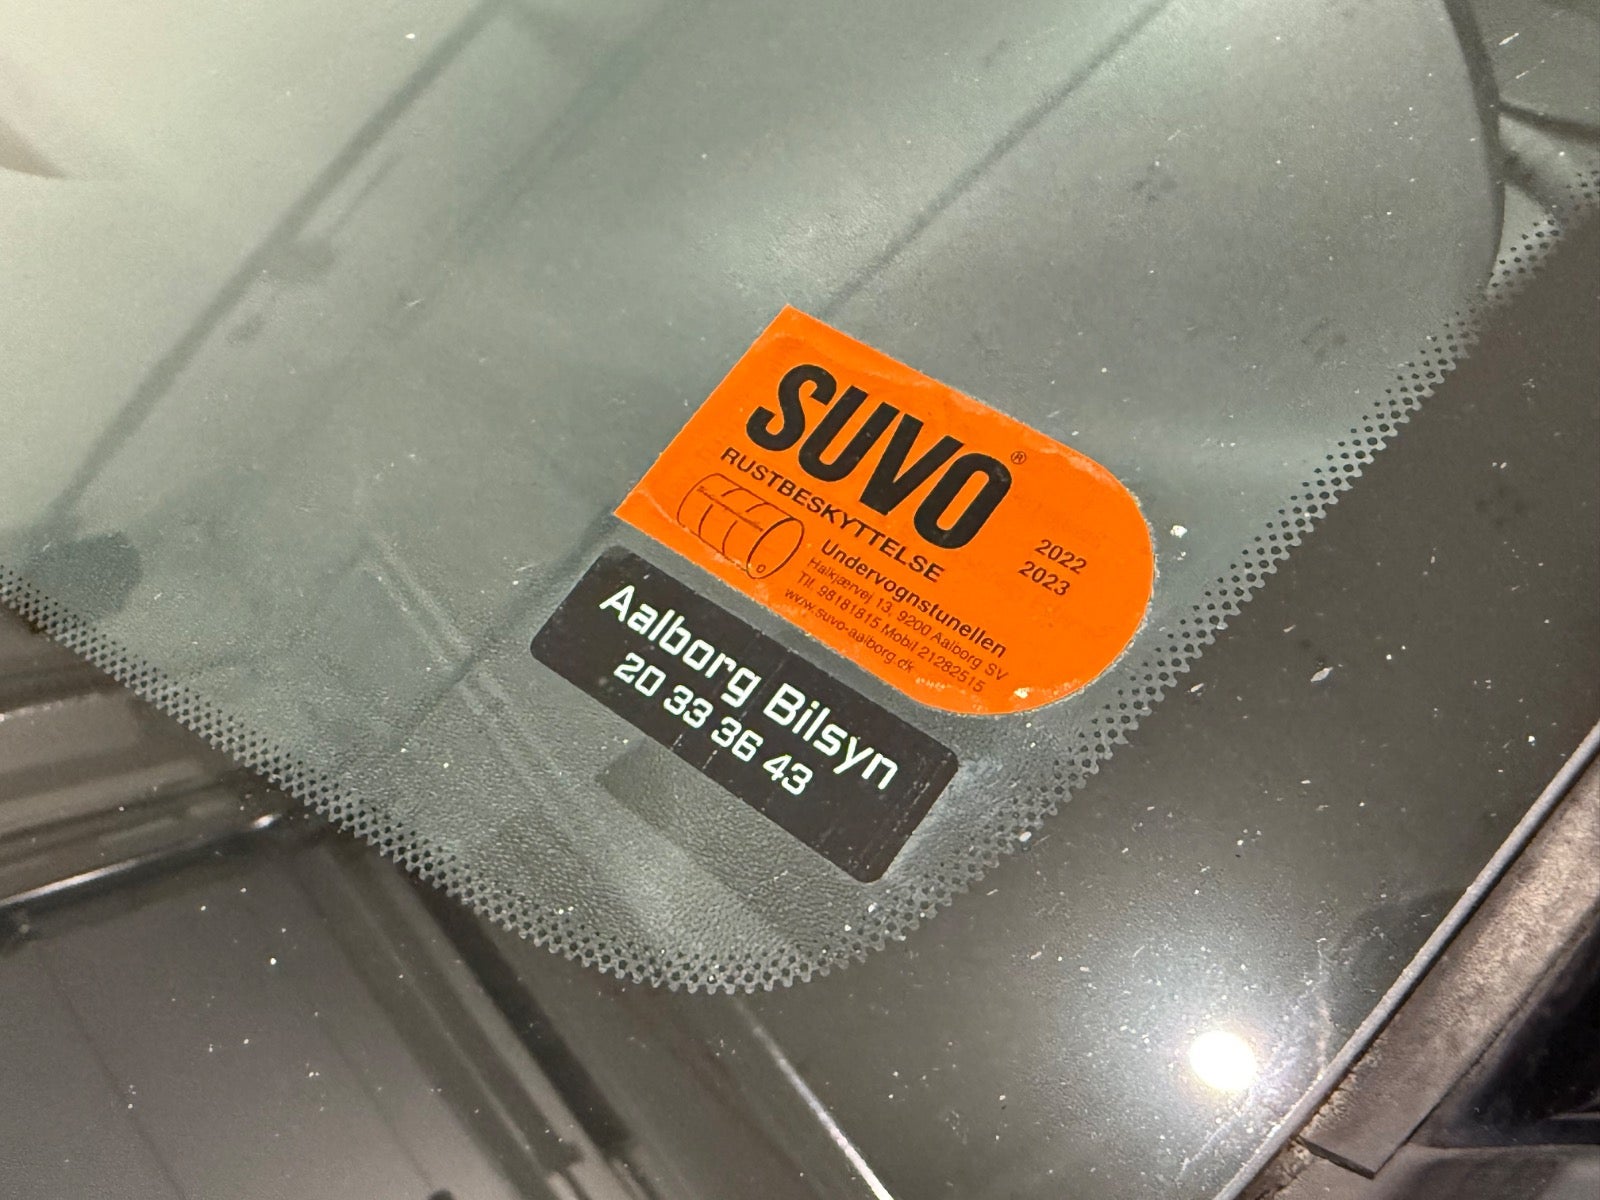 SUVO®
RUSTBESKYTTELSE
Undervognstunellen
Halkjærvej 13, 9200 Aalborg SV
Tlf. 98181815 Mobil 21282515
www.suvo-aalborg.dk
2022
2023
Aalborg Bilsyn
20 33 36 43